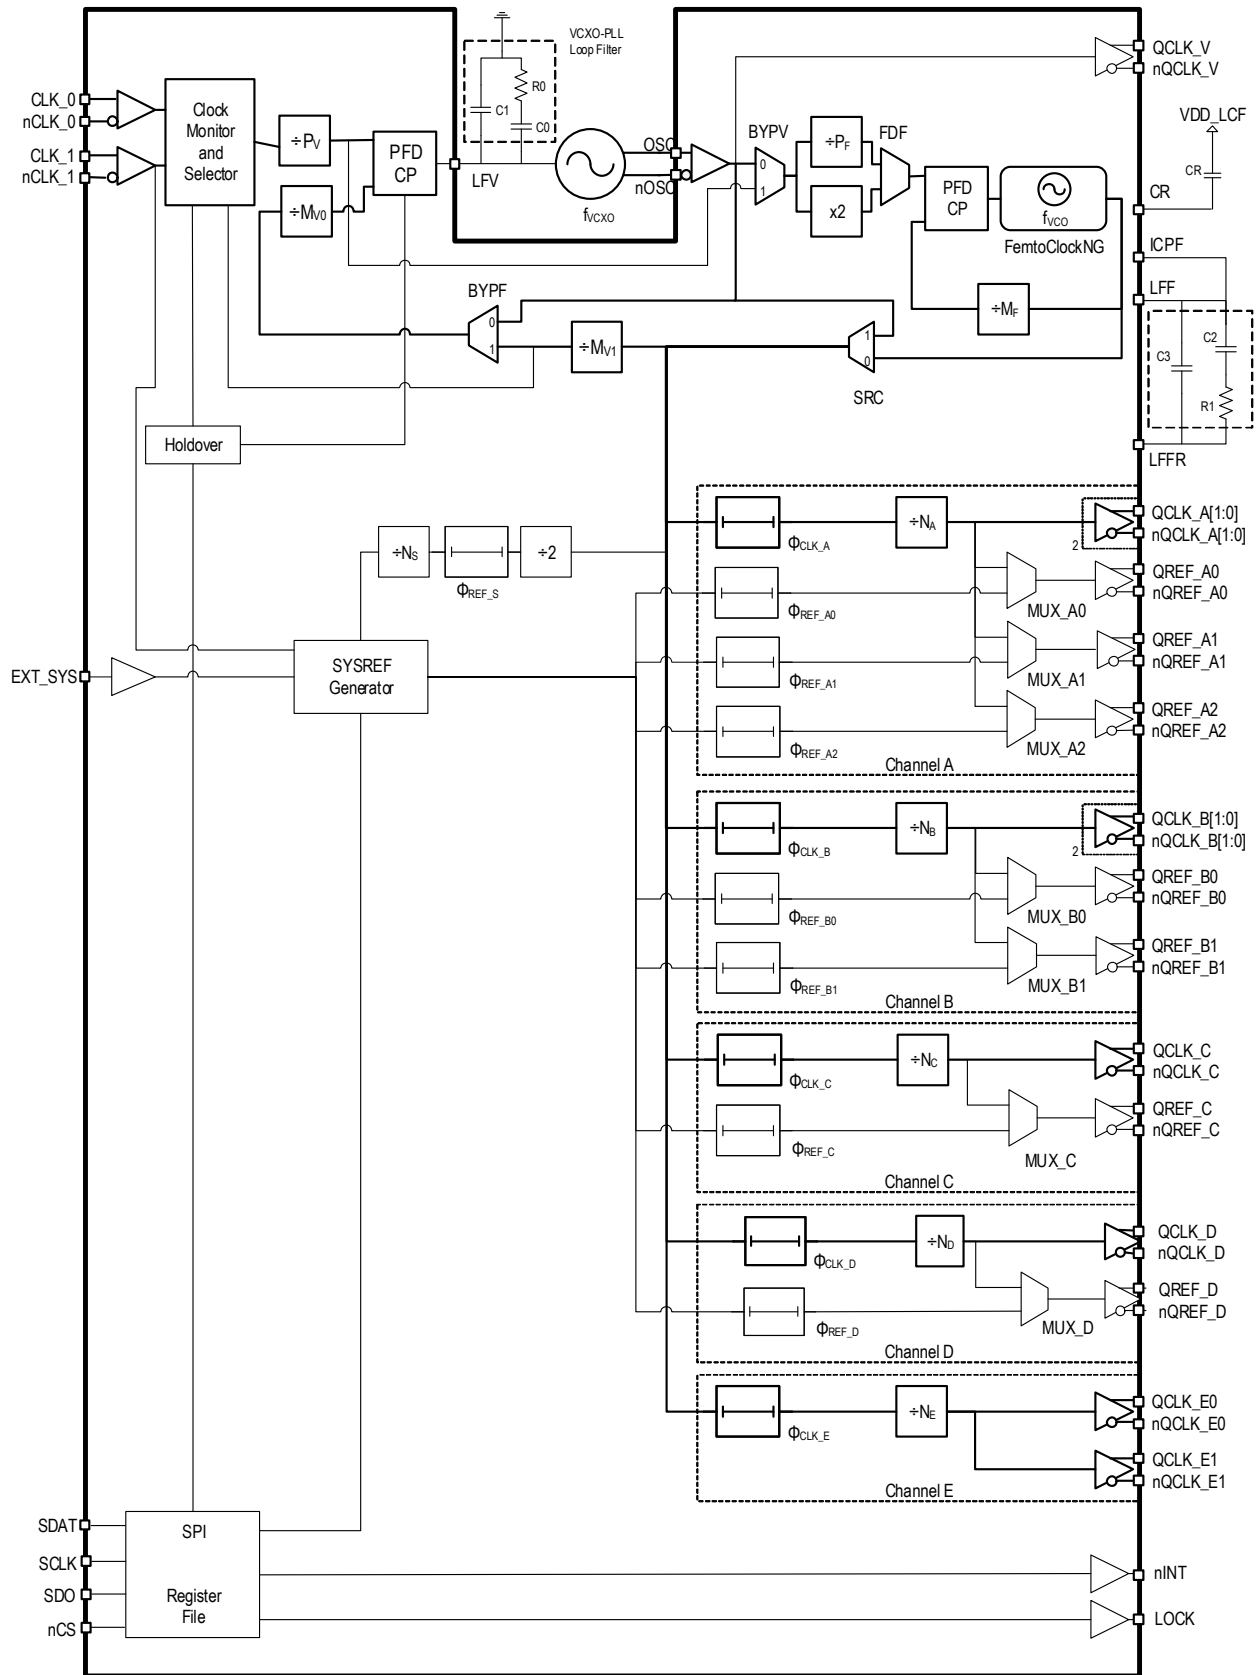 VCXO-PLL
Loop Filter
R0
C1
C0
QCLK_V
nQCLK_V
CLK_0
nCLK_0
CLK_1
nCLK_1
Clock
Monitor
and
Selector
÷PV
PFD
CP
÷MV0
LFV
fVCXO
OSC
nOSC
BYPV
0
1
÷PF
x2
FDF
PFD
CP
fVCO
FemtoClockNG
÷MF
VDD_LCF
CR
CR
ICPF
LFF
C3
C2
R1
LFFR
BYPF
0
1
÷MV1
1
0
SRC
Holdover
÷NS
ΦREF_S
÷2
EXT_SYS
SYSREF
Generator
ΦCLK_A
÷NA
2
QCLK_A[1:0]
nQCLK_A[1:0]
ΦREF_A0
MUX_A0
QREF_A0
nQREF_A0
ΦREF_A1
MUX_A1
QREF_A1
nQREF_A1
ΦREF_A2
MUX_A2
QREF_A2
nQREF_A2
Channel A
ΦCLK_B
÷NB
2
QCLK_B[1:0]
nQCLK_B[1:0]
ΦREF_B0
MUX_B0
QREF_B0
nQREF_B0
ΦREF_B1
MUX_B1
QREF_B1
nQREF_B1
Channel B
ΦCLK_C
÷NC
QCLK_C
nQCLK_C
ΦREF_C
MUX_C
QREF_C
nQREF_C
Channel C
ΦCLK_D
÷ND
QCLK_D
nQCLK_D
ΦREF_D
MUX_D
QREF_D
nQREF_D
Channel D
ΦCLK_E
÷NE
QCLK_E0
nQCLK_E0
QCLK_E1
nQCLK_E1
Channel E
SDAT
SCLK
SDO
nCS
SPI
Register
File
nINT
LOCK